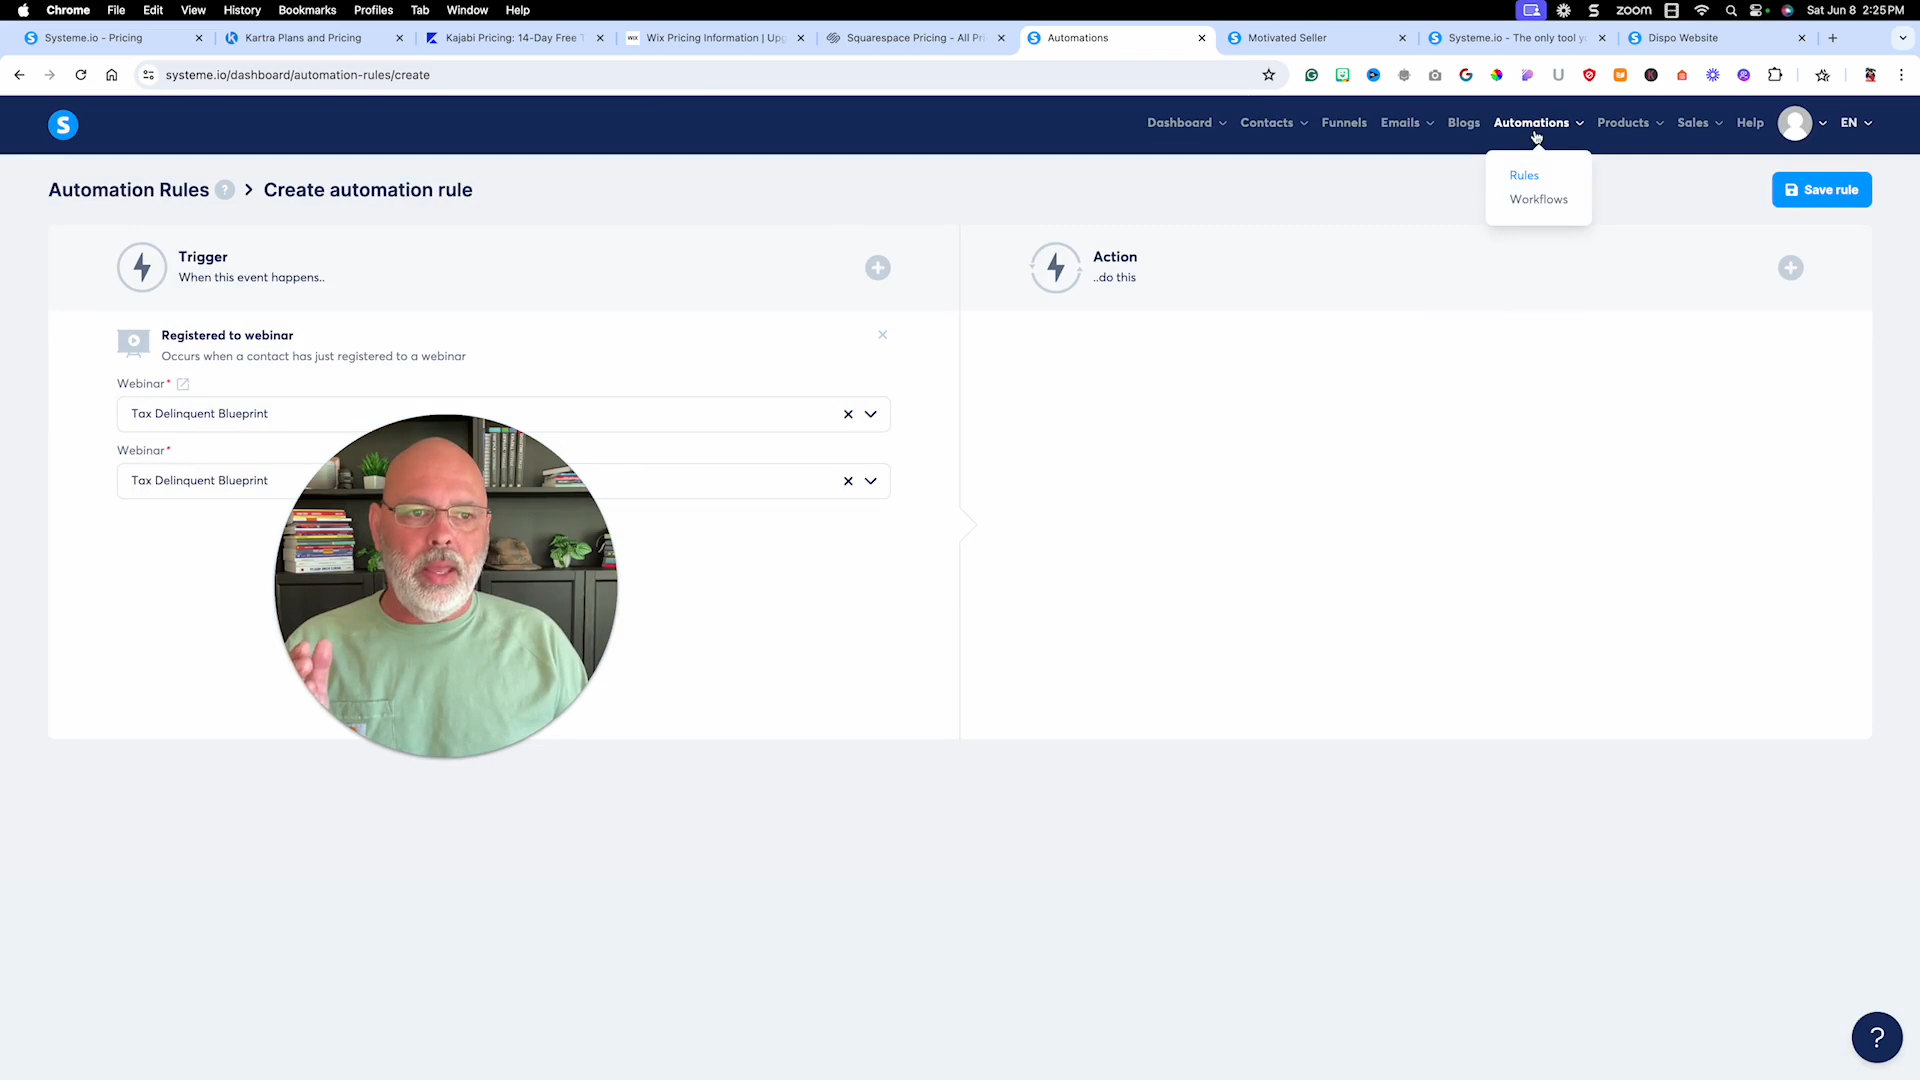 Chrome File Edit View History Bookmarks Profiles Tab Window Help
zoom Sat Jun 8 2:25 PM
Systeme.io - Pricing
Kartra Plans and Pricing
Kajabi Pricing: 14-Day Free T
Wix Pricing Information | Upg
Squarespace Pricing - All Pri
Automations
Motivated Seller
Systeme.io - The only tool yo
Dispo Website
systeme.io/dashboard/automation-rules/create
Dashboard Contacts Funnels Emails Blogs Automations Products Sales Help EN
Rules
Workflows
Automation Rules ? > Create automation rule
Save rule
Trigger
When this event happens..
Action
..do this
Registered to webinar
Occurs when a contact has just registered to a webinar
Webinar*
Tax Delinquent Blueprint
Webinar*
Tax Delinquent Blueprint
?